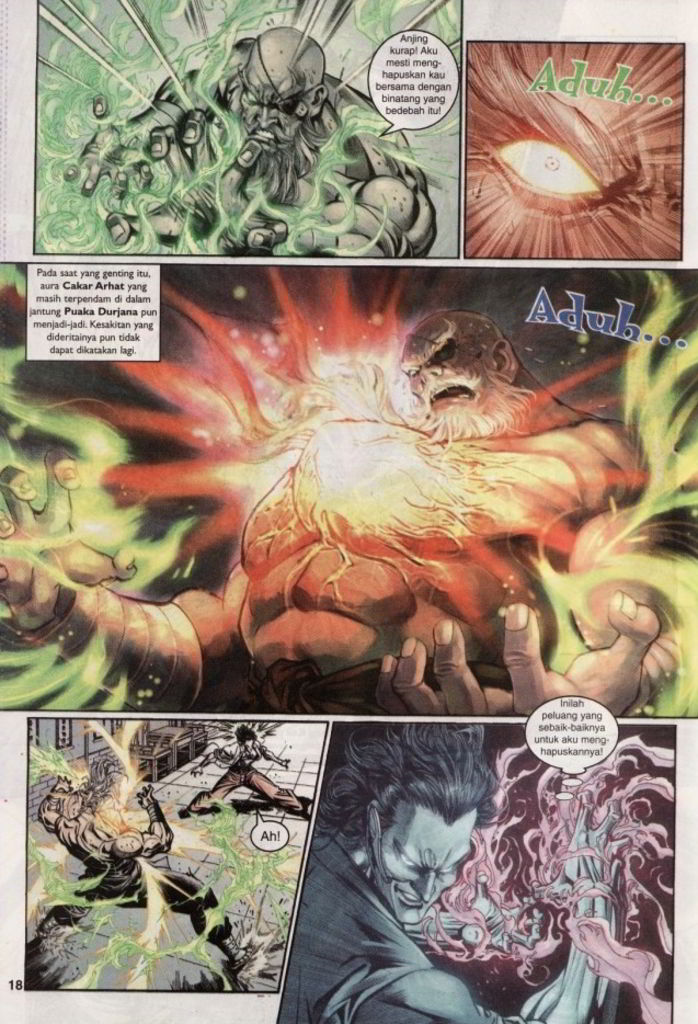 Anjing
kurap! Aku
mesti meng-
hapuskan kau
bersama dengan
binatang yang
bedebah itu!
Aduh...
Pada saat yang genting itu,
aura Cakar Arhat yang
masih terpendam di dalam
jantung Puaka Durjana pun
menjadi-jadi. Kesakitan yang
dideritainya pun tidak
dapat dikatakan lagi.
Aduh...
Ah!
Inilah
peluang yang
sebaik-baiknya
untuk aku meng-
hapuskannya!
18